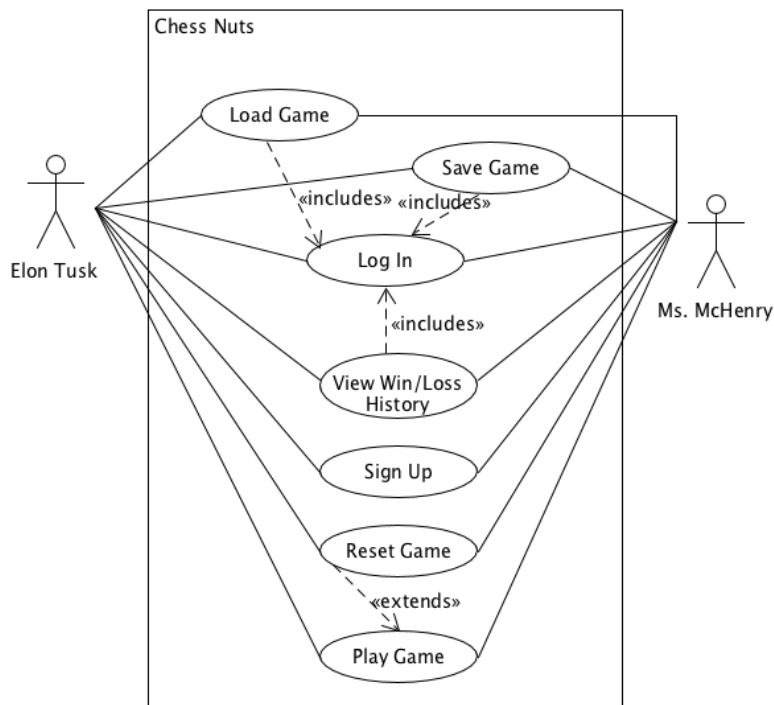 Chess Nuts
Load Game
Save Game
«includes»
«includes»
Elon Tusk
Log In
Ms. McHenry
«includes»
View Win/Loss
History
Sign Up
Reset Game
«extends»
Play Game